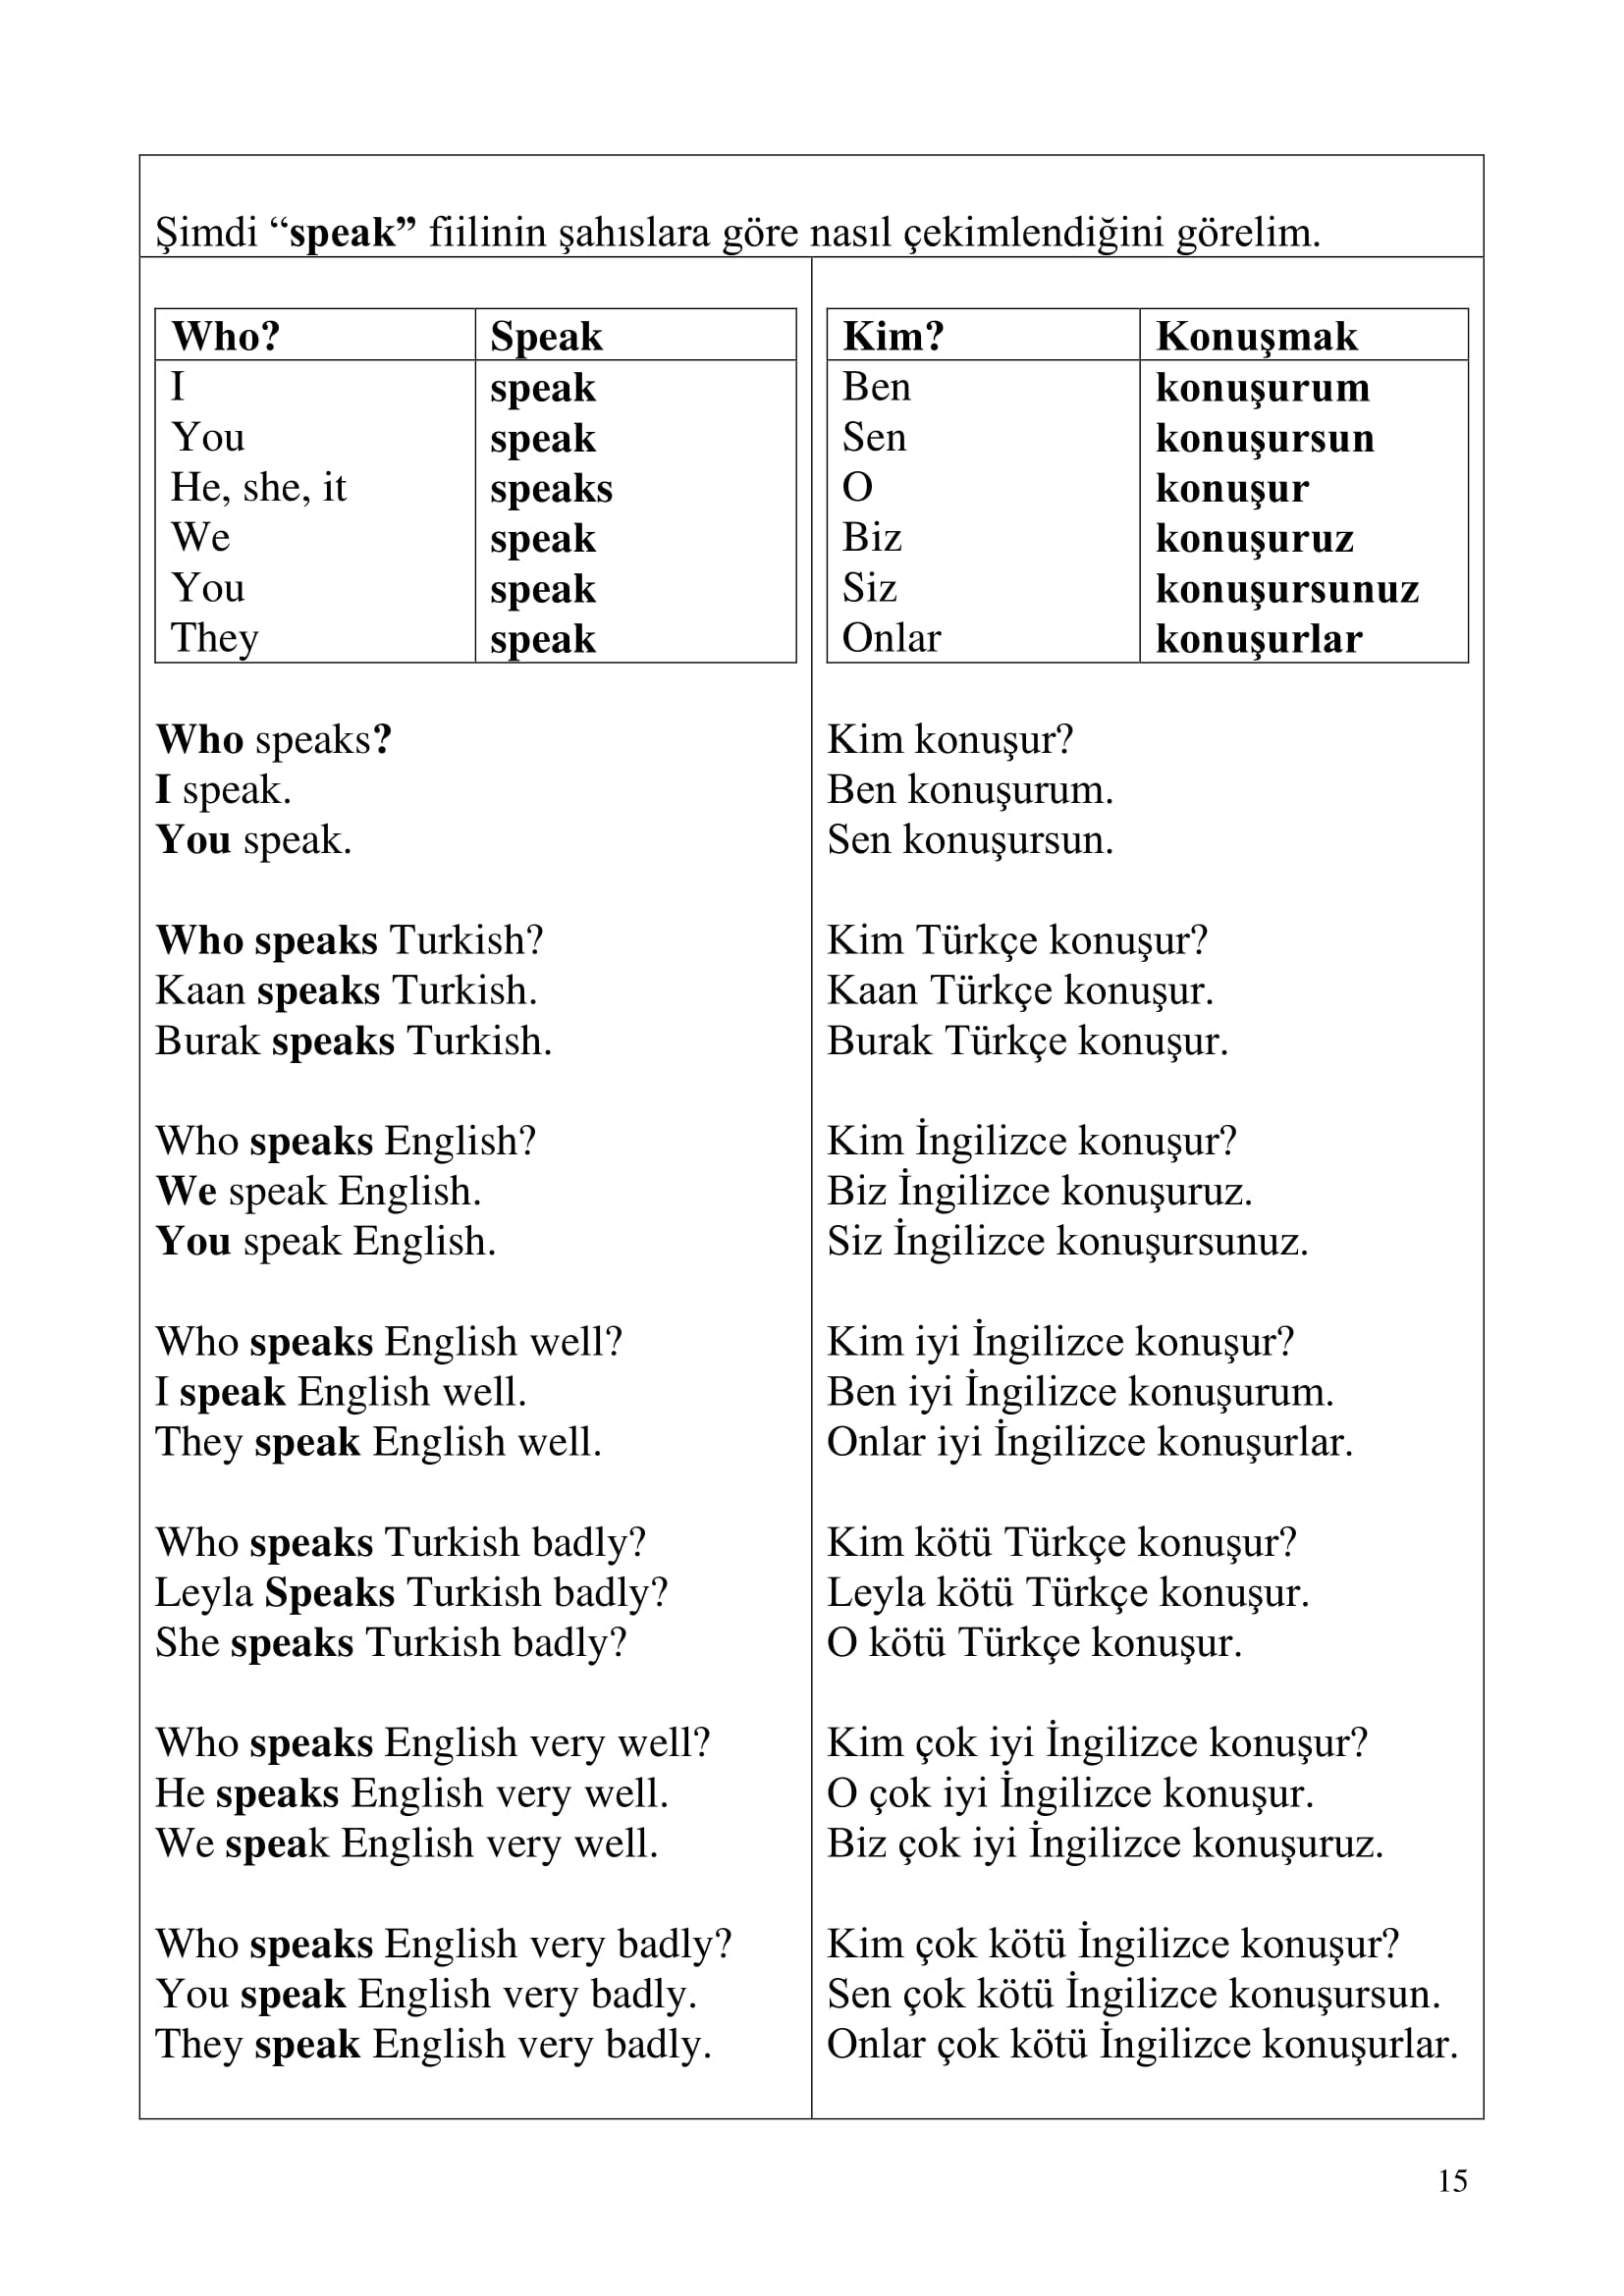 Şimdi “speak” fiilinin şahıslara göre nasıl çekimlendiğini görelim.
Who? Speak
I speak
You speak
He, she, it speaks
We speak
You speak
They speak
Who speaks?
I speak.
You speak.
Who speaks Turkish?
Kaan speaks Turkish.
Burak speaks Turkish.
Who speaks English?
We speak English.
You speak English.
Who speaks English well?
I speak English well.
They speak English well.
Who speaks Turkish badly?
Leyla Speaks Turkish badly?
She speaks Turkish badly?
Who speaks English very well?
He speaks English very well.
We speak English very well.
Who speaks English very badly?
You speak English very badly.
They speak English very badly.
Kim? Konuşmak
Ben konuşurum
Sen konuşursun
O konuşur
Biz konuşuruz
Siz konuşursunuz
Onlar konuşurlar
Kim konuşur?
Ben konuşurum.
Sen konuşursun.
Kim Türkçe konuşur?
Kaan Türkçe konuşur.
Burak Türkçe konuşur.
Kim İngilizce konuşur?
Biz İngilizce konuşuruz.
Siz İngilizce konuşursunuz.
Kim iyi İngilizce konuşur?
Ben iyi İngilizce konuşurum.
Onlar iyi İngilizce konuşurlar.
Kim kötü Türkçe konuşur?
Leyla kötü Türkçe konuşur.
O kötü Türkçe konuşur.
Kim çok iyi İngilizce konuşur?
O çok iyi İngilizce konuşur.
Biz çok iyi İngilizce konuşuruz.
Kim çok kötü İngilizce konuşur?
Sen çok kötü İngilizce konuşursun.
Onlar çok kötü İngilizce konuşurlar.
15